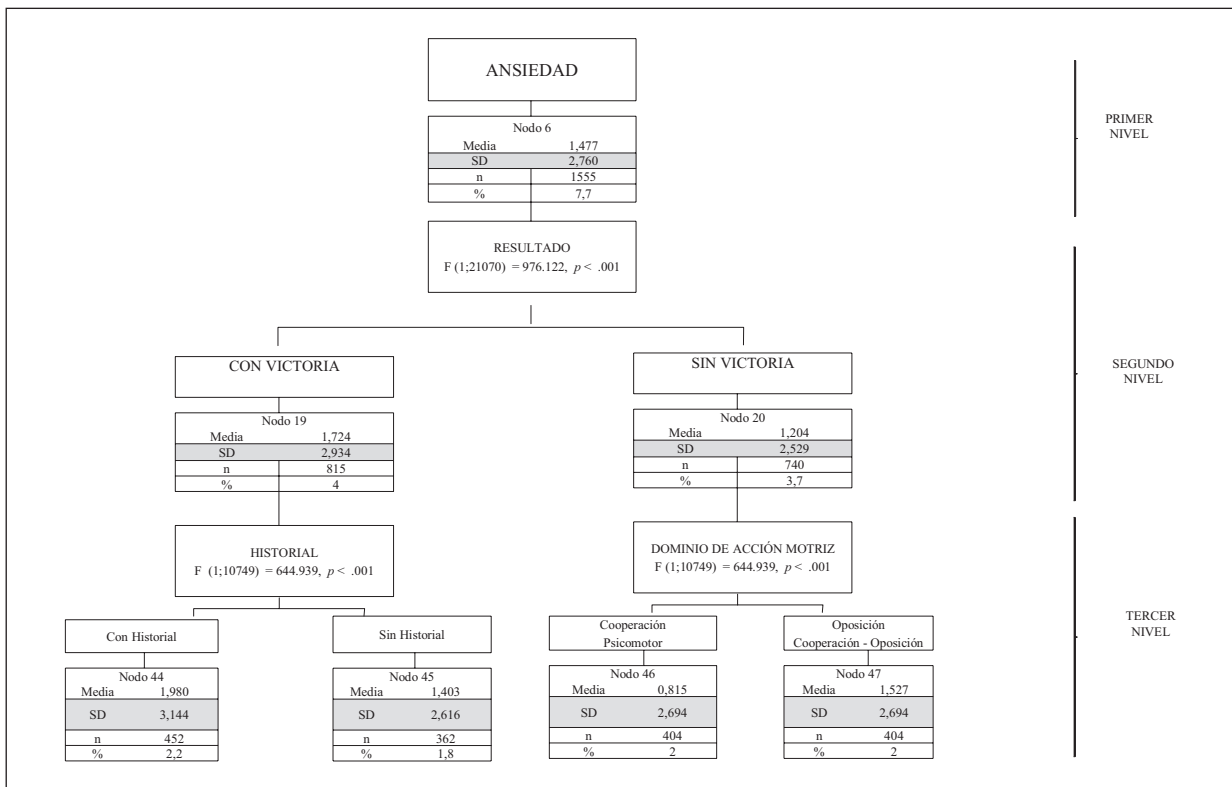 ANSIEDAD
Nodo 6
Media 1,477
SD 2,760
n 1555
% 7,7
PRIMER
NIVEL
RESULTADO
F (1;21070) = 976.122, p < .001
CON VICTORIA
Nodo 19
Media 1,724
SD 2,934
n 815
% 4
SIN VICTORIA
Nodo 20
Media 1,204
SD 2,529
n 740
% 3,7
SEGUNDO
NIVEL
HISTORIAL
F (1;10749) = 644.939, p < .001
DOMINIO DE ACCIÓN MOTRIZ
F (1;10749) = 644.939, p < .001
Con Historial
Nodo 44
Media 1,980
SD 3,144
n 452
% 2,2
Sin Historial
Nodo 45
Media 1,403
SD 2,616
n 362
% 1,8
Cooperación
Psicomotor
Nodo 46
Media 0,815
SD 2,694
n 404
% 2
Oposición
Cooperación - Oposición
Nodo 47
Media 1,527
SD 2,694
n 404
% 2
TERCER
NIVEL